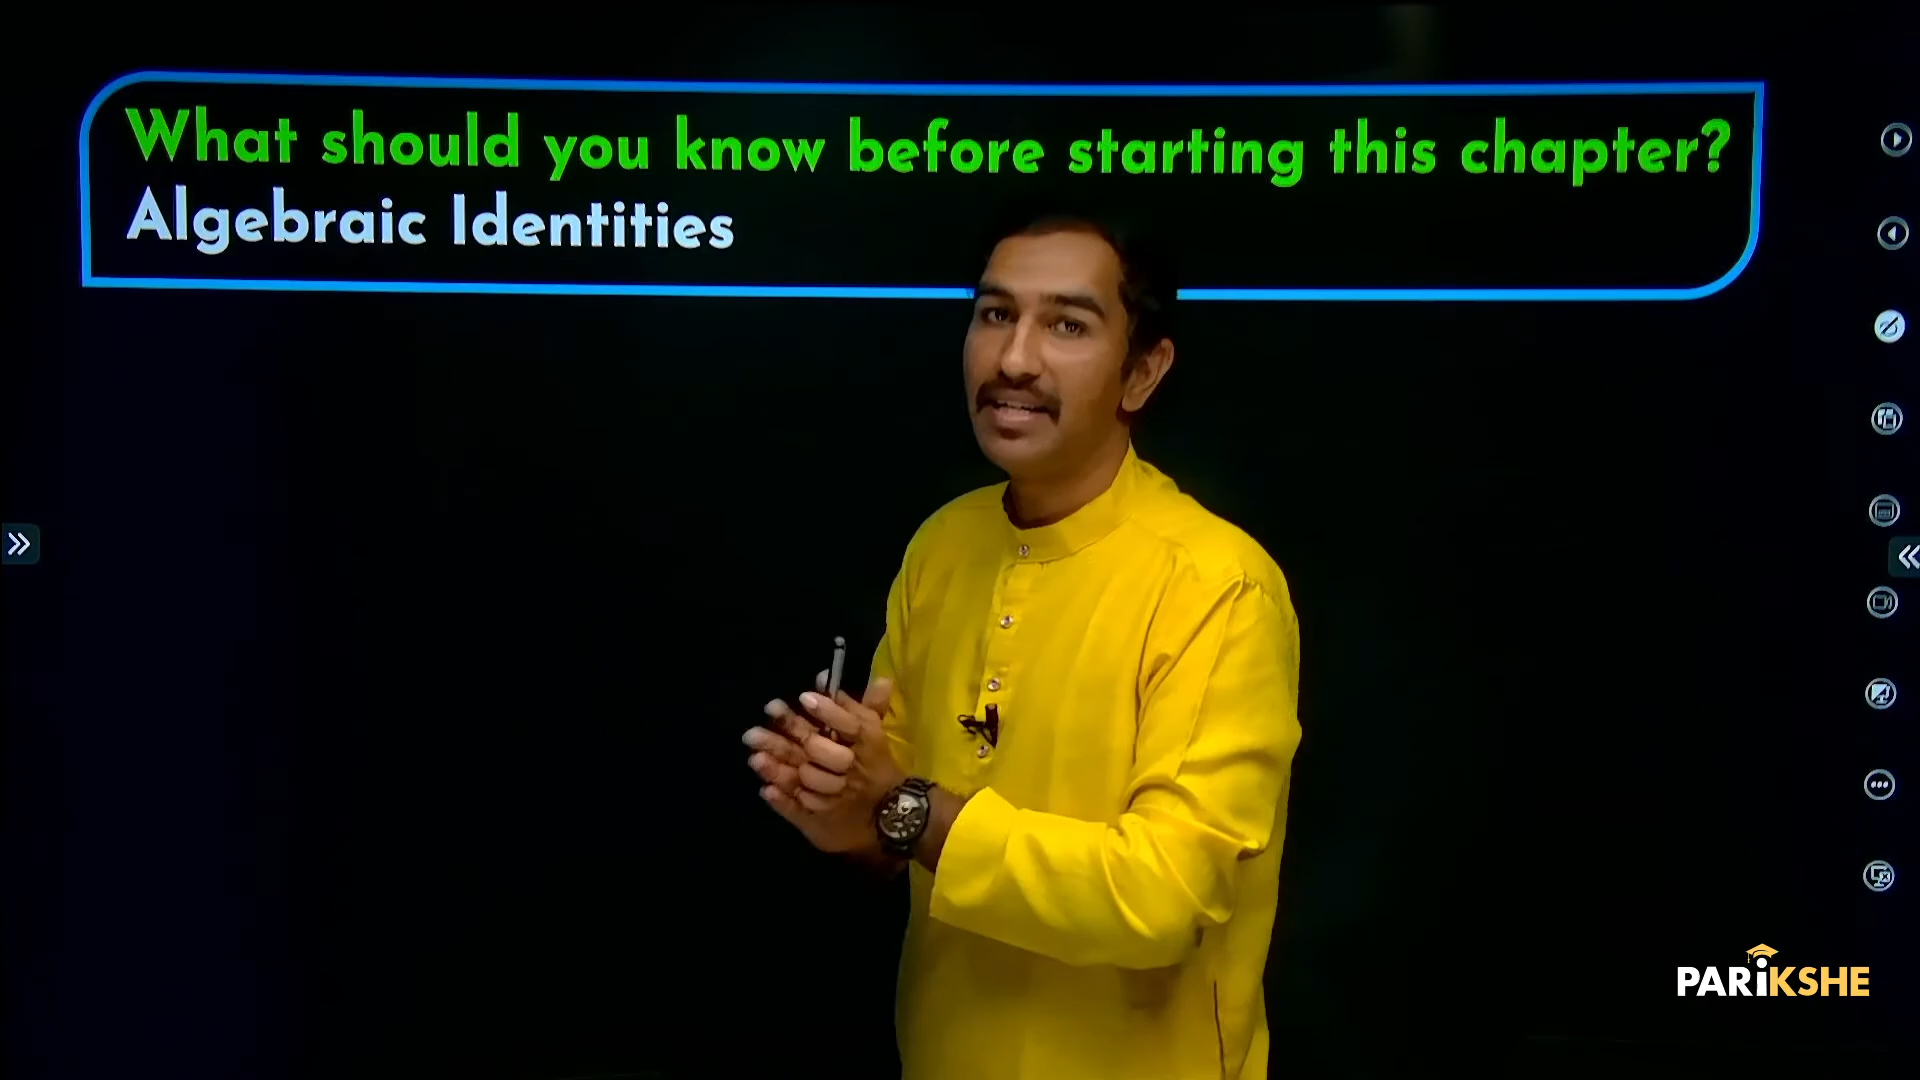 What should you know before starting this chapter?
Algebraic Identities
PARiKSHE